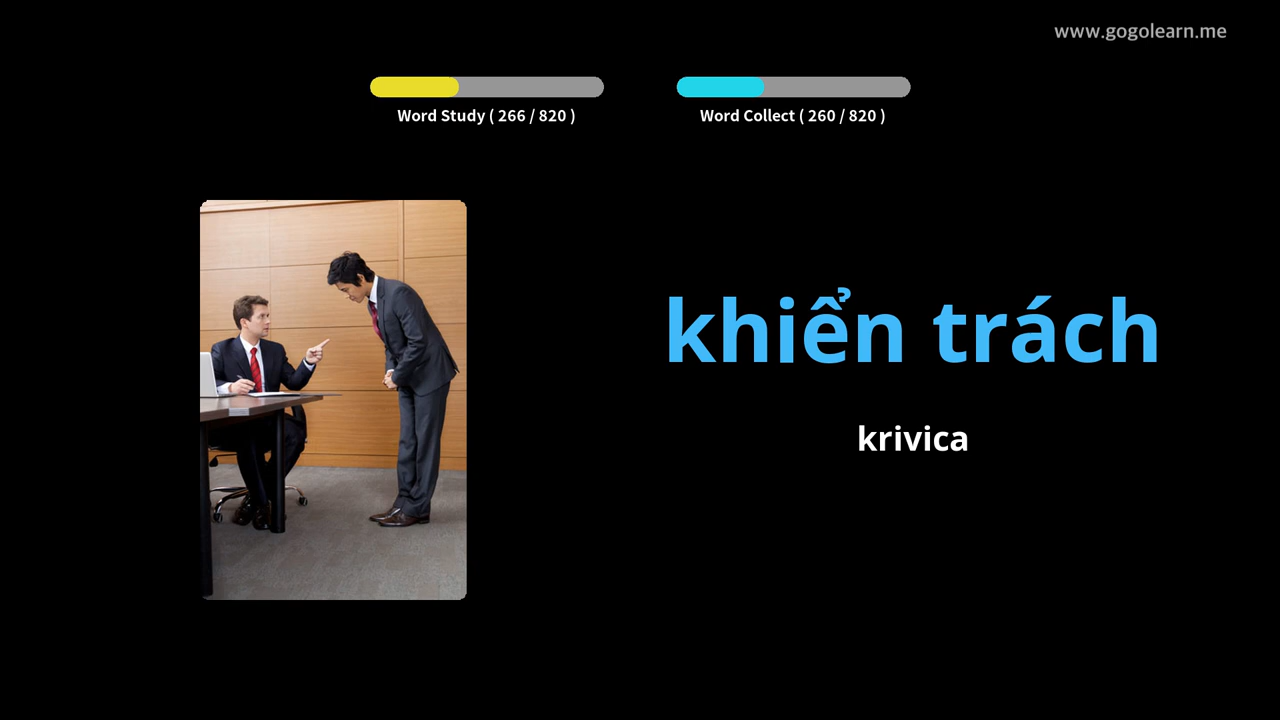 www.gogolearn.me
Word Study ( 266 / 820 )
Word Collect ( 260 / 820 )
khiển trách
krivica